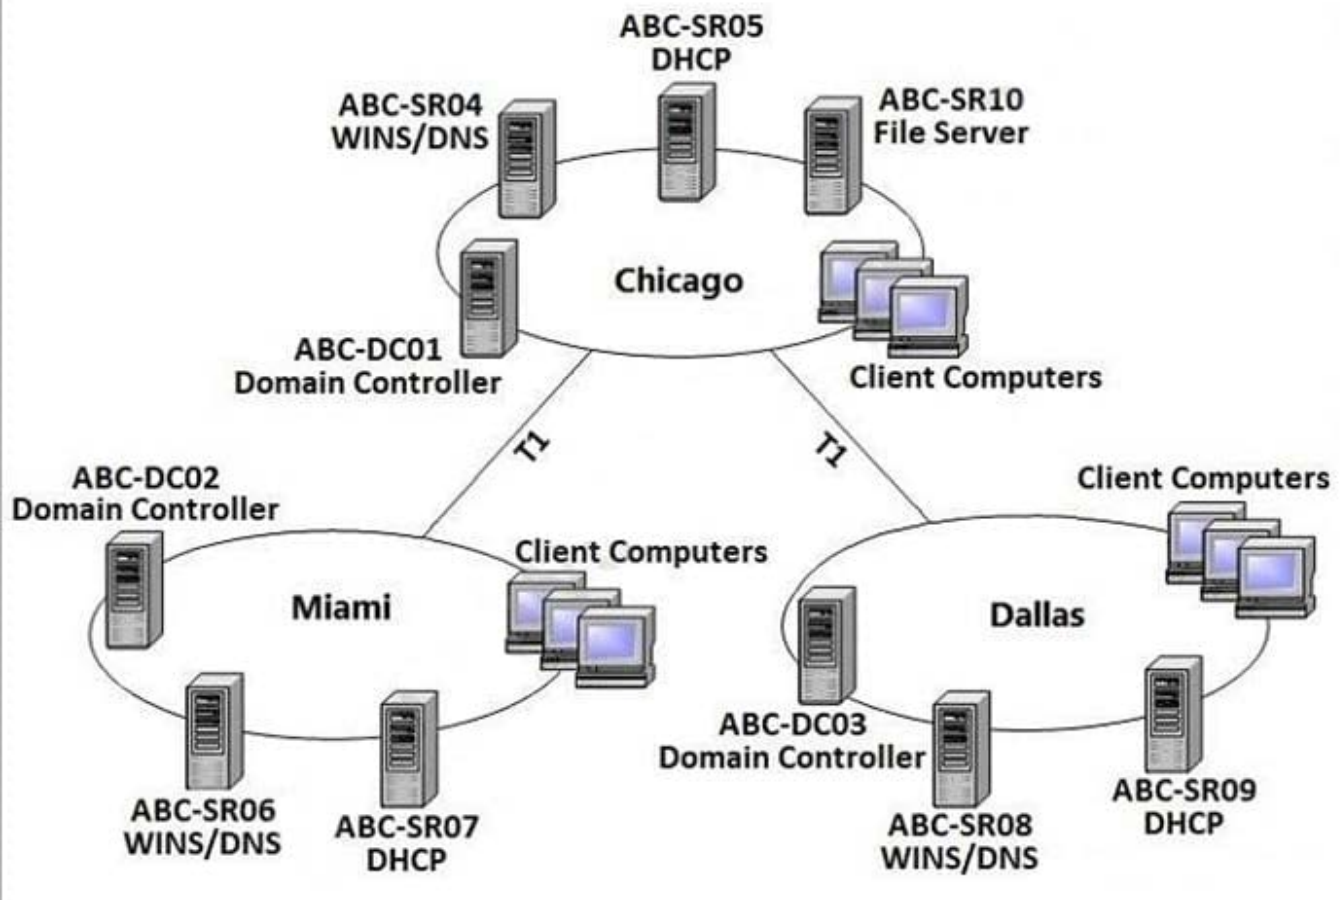 ABC-SR05
DHCP
ABC-SR04
WINS/DNS
ABC-SR10
File Server
Chicago
ABC-DC01
Domain Controller
Client Computers
T1
T1
ABC-DC02
Domain Controller
Client Computers
Miami
ABC-SR06
WINS/DNS
ABC-SR07
DHCP
Client Computers
Dallas
ABC-DC03
Domain Controller
ABC-SR08
WINS/DNS
ABC-SR09
DHCP